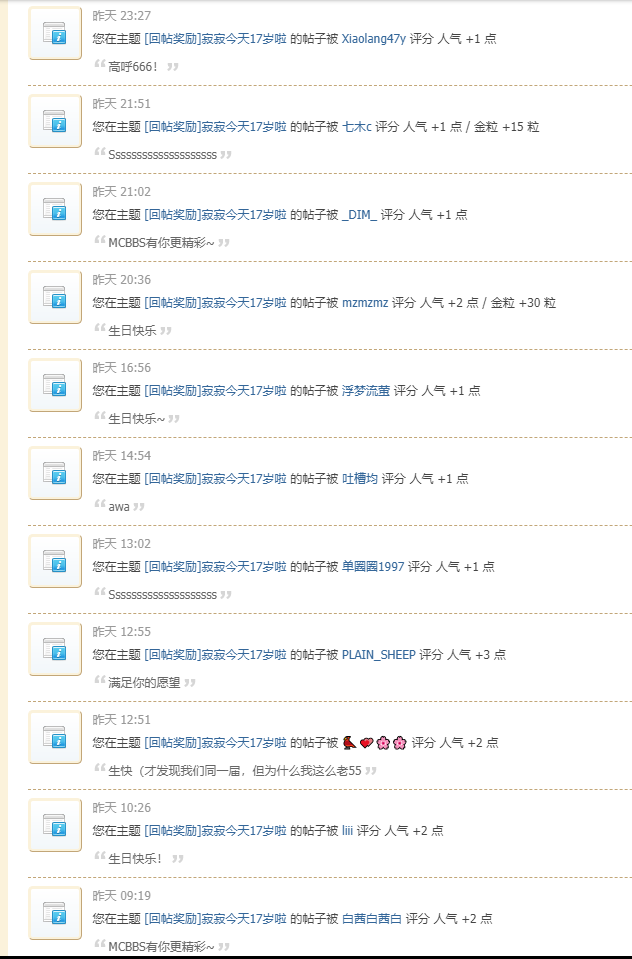 昨天 23:27
您在主题 [回帖奖励]寂寂今天17岁啦 的帖子被 Xiaolang47y 评分 人气 +1 点
“ 高呼666！ ”
昨天 21:51
您在主题 [回帖奖励]寂寂今天17岁啦 的帖子被 七木c 评分 人气 +1 点 / 金粒 +15 粒
“ Ssssssssssssssssssss ”
昨天 21:02
您在主题 [回帖奖励]寂寂今天17岁啦 的帖子被 _DIM_ 评分 人气 +1 点
“ MCBBS有你更精彩~ ”
昨天 20:36
您在主题 [回帖奖励]寂寂今天17岁啦 的帖子被 mzmzmz 评分 人气 +2 点 / 金粒 +30 粒
“ 生日快乐 ”
昨天 16:56
您在主题 [回帖奖励]寂寂今天17岁啦 的帖子被 浮梦流萤 评分 人气 +1 点
“ 生日快乐~ ”
昨天 14:54
您在主题 [回帖奖励]寂寂今天17岁啦 的帖子被 吐槽均 评分 人气 +1 点
“ awa ”
昨天 13:02
您在主题 [回帖奖励]寂寂今天17岁啦 的帖子被 单圈圈1997 评分 人气 +1 点
“ Ssssssssssssssssssss ”
昨天 12:55
您在主题 [回帖奖励]寂寂今天17岁啦 的帖子被 PLAIN_SHEEP 评分 人气 +3 点
“ 满足你的愿望 ”
昨天 12:51
您在主题 [回帖奖励]寂寂今天17岁啦 的帖子被 评分 人气 +2 点
“ 生快（才发现我们同一届，但为什么我这么老55 ”
昨天 10:26
您在主题 [回帖奖励]寂寂今天17岁啦 的帖子被 liii 评分 人气 +2 点
“ 生日快乐！ ”
昨天 09:19
您在主题 [回帖奖励]寂寂今天17岁啦 的帖子被 白茜白茜白 评分 人气 +2 点
“ MCBBS有你更精彩~ ”